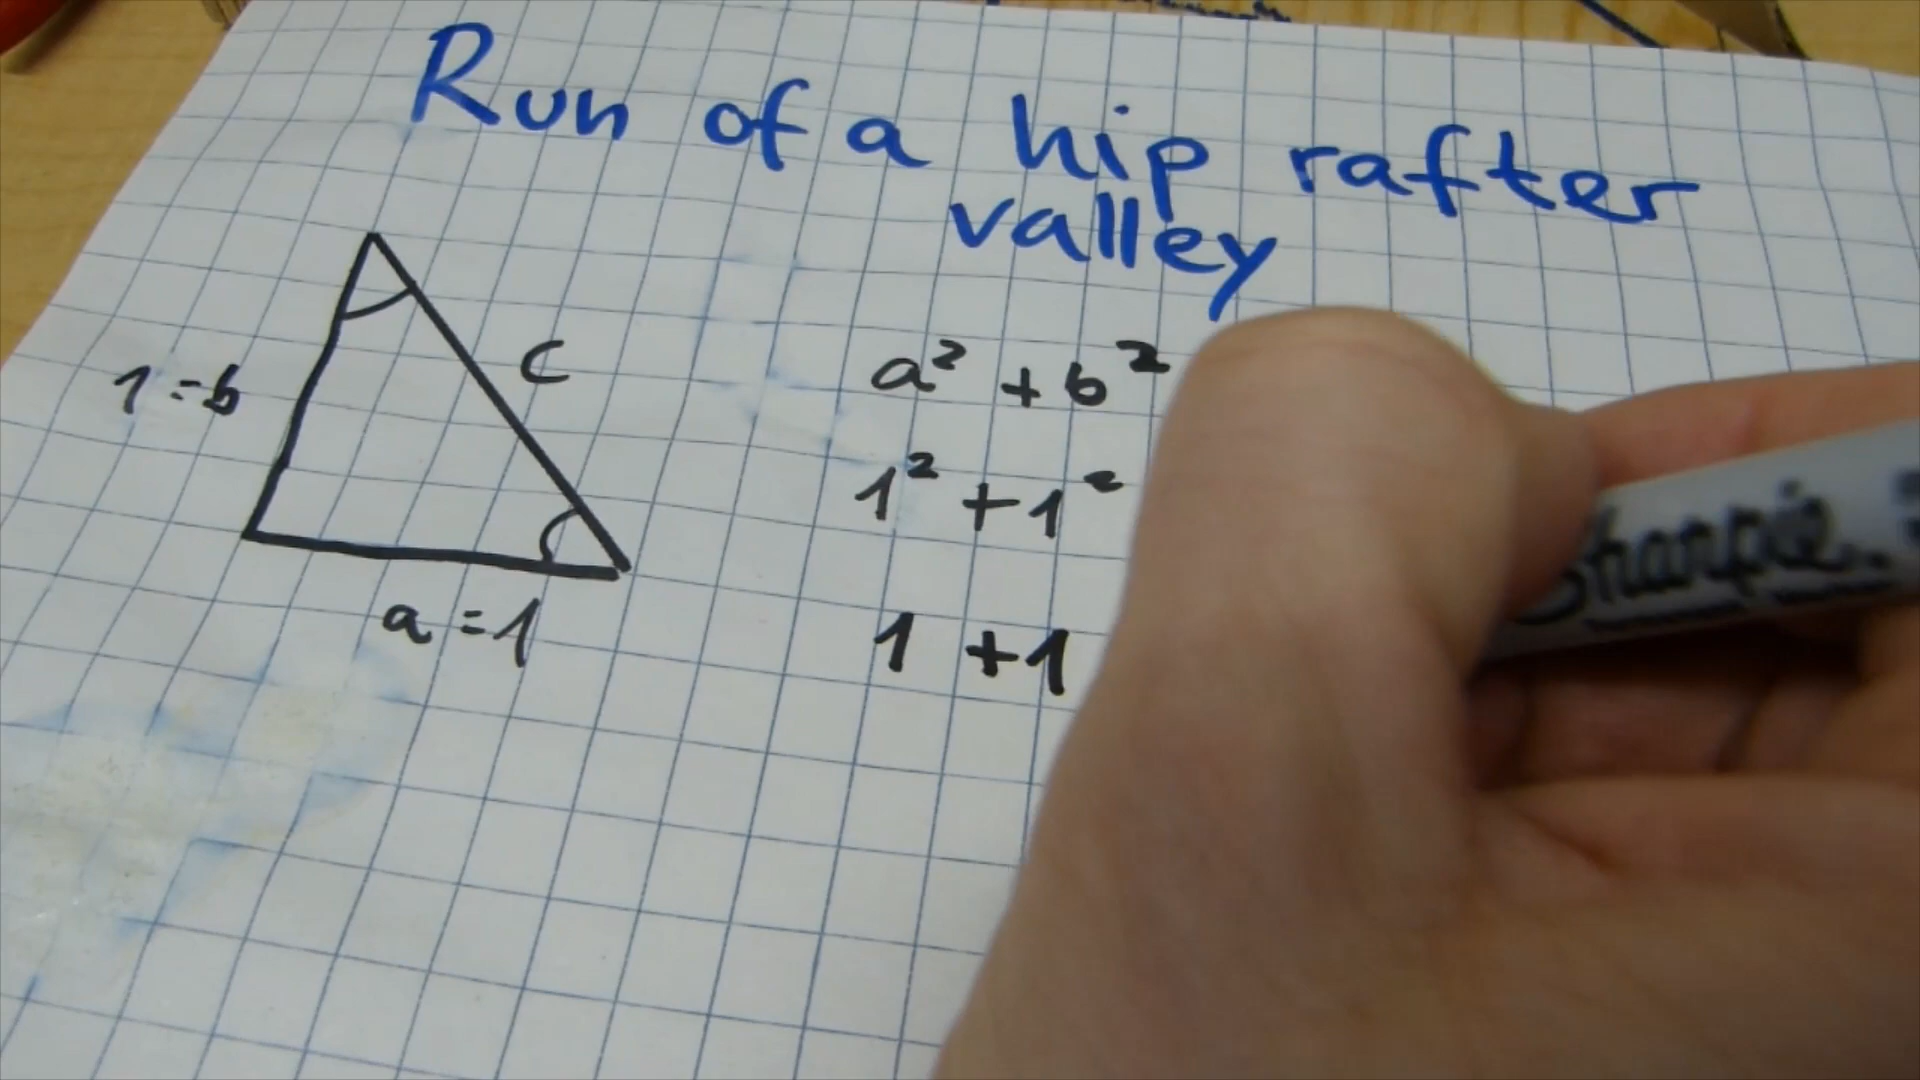 Run of a hip rafter
valley
1=b
c
a=1
a² + b²
1² + 1²
1 + 1
Sharpie